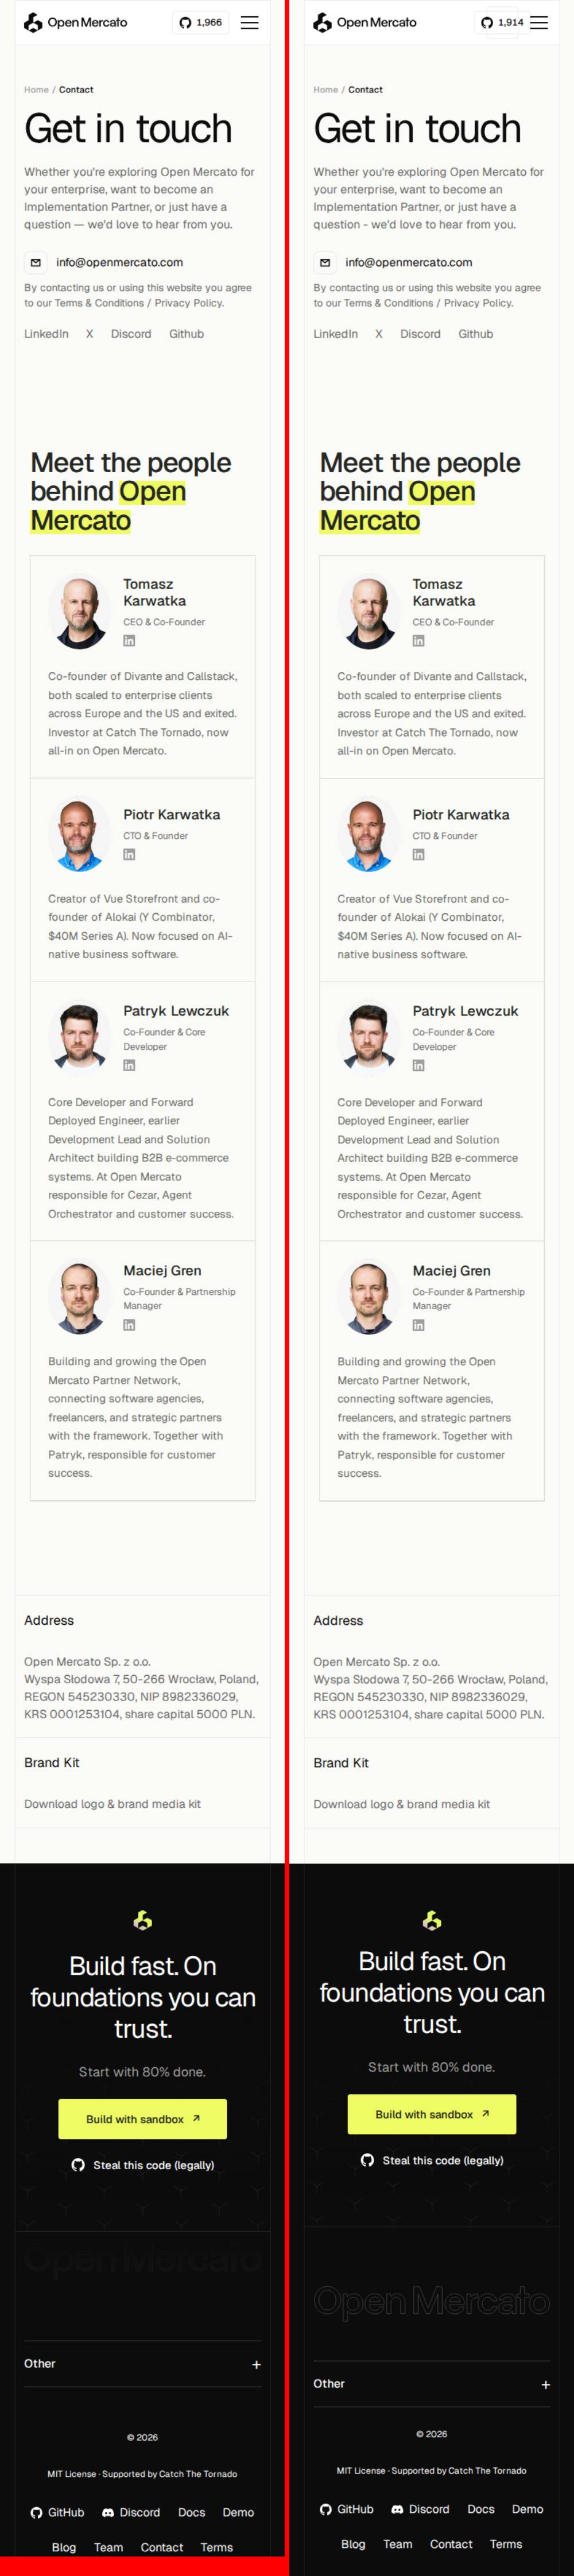 Open Mercato
1,966
Home / Contact
Get in touch
Whether you're exploring Open Mercato for
your enterprise, want to become an
Implementation Partner, or just have a
question — we'd love to hear from you.
info@openmercato.com
By contacting us or using this website you agree
to our Terms & Conditions / Privacy Policy.
LinkedIn X Discord Github
Meet the people
behind Open
Mercato
Tomasz
Karwatka
CEO & Co-Founder
in
Co-founder of Divante and Callstack,
both scaled to enterprise clients
across Europe and the US and exited.
Investor at Catch The Tornado, now
all-in on Open Mercato.
Piotr Karwatka
CTO & Founder
in
Creator of Vue Storefront and co-
founder of Alokai (Y Combinator,
$40M Series A). Now focused on AI-
native business software.
Patryk Lewczuk
Co-Founder & Core
Developer
in
Core Developer and Forward
Deployed Engineer, earlier
Development Lead and Solution
Architect building B2B e-commerce
systems. At Open Mercato
responsible for Cezar, Agent
Orchestrator and customer success.
Maciej Gren
Co-Founder & Partnership
Manager
in
Building and growing the Open
Mercato Partner Network,
connecting software agencies,
freelancers, and strategic partners
with the framework. Together with
Patryk, responsible for customer
success.
Address
Open Mercato Sp. z o.o.
Wyspa Słodowa 7, 50-266 Wrocław, Poland,
REGON 545230330, NIP 8982336029,
KRS 0001253104, share capital 5000 PLN.
Brand Kit
Download logo & brand media kit
Build fast. On
foundations you can
trust.
Start with 80% done.
Build with sandbox
Steal this code (legally)
Open Mercato
Other +
© 2026
MIT License · Supported by Catch The Tornado
GitHub Discord Docs Demo
Blog Team Contact Terms
Open Mercato
1,914
Home / Contact
Get in touch
Whether you're exploring Open Mercato for
your enterprise, want to become an
Implementation Partner, or just have a
question - we'd love to hear from you.
info@openmercato.com
By contacting us or using this website you agree
to our Terms & Conditions / Privacy Policy.
LinkedIn X Discord Github
Meet the people
behind Open
Mercato
Tomasz
Karwatka
CEO & Co-Founder
in
Co-founder of Divante and Callstack,
both scaled to enterprise clients
across Europe and the US and exited.
Investor at Catch The Tornado, now
all-in on Open Mercato.
Piotr Karwatka
CTO & Founder
in
Creator of Vue Storefront and co-
founder of Alokai (Y Combinator,
$40M Series A). Now focused on AI-
native business software.
Patryk Lewczuk
Co-Founder & Core
Developer
in
Core Developer and Forward
Deployed Engineer, earlier
Development Lead and Solution
Architect building B2B e-commerce
systems. At Open Mercato
responsible for Cezar, Agent
Orchestrator and customer success.
Maciej Gren
Co-Founder & Partnership
Manager
in
Building and growing the Open
Mercato Partner Network,
connecting software agencies,
freelancers, and strategic partners
with the framework. Together with
Patryk, responsible for customer
success.
Address
Open Mercato Sp. z o.o.
Wyspa Słodowa 7, 50-266 Wrocław, Poland,
REGON 545230330, NIP 8982336029,
KRS 0001253104, share capital 5000 PLN.
Brand Kit
Download logo & brand media kit
Build fast. On
foundations you can
trust.
Start with 80% done.
Build with sandbox
Steal this code (legally)
Open Mercato
Other +
© 2026
MIT License · Supported by Catch The Tornado
GitHub Discord Docs Demo
Blog Team Contact Terms